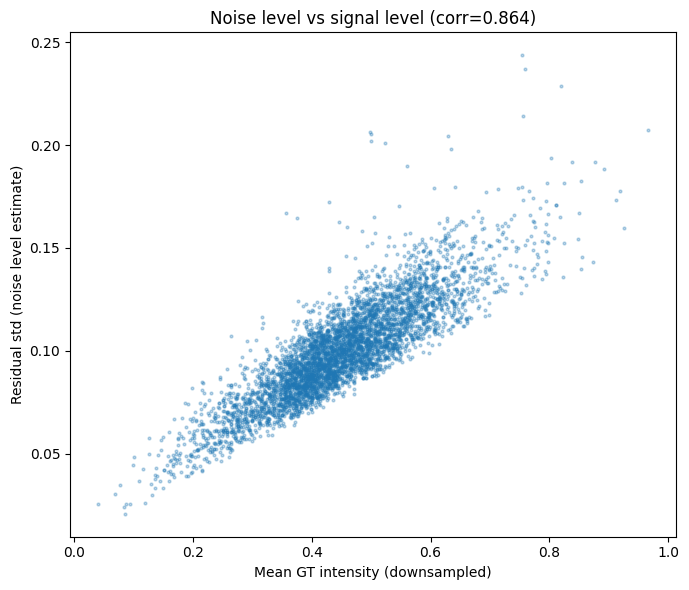 Noise level vs signal level (corr=0.864)
0.25
0.20
0.15
0.10
0.05
Residual std (noise level estimate)
0.0 0.2 0.4 0.6 0.8 1.0
Mean GT intensity (downsampled)